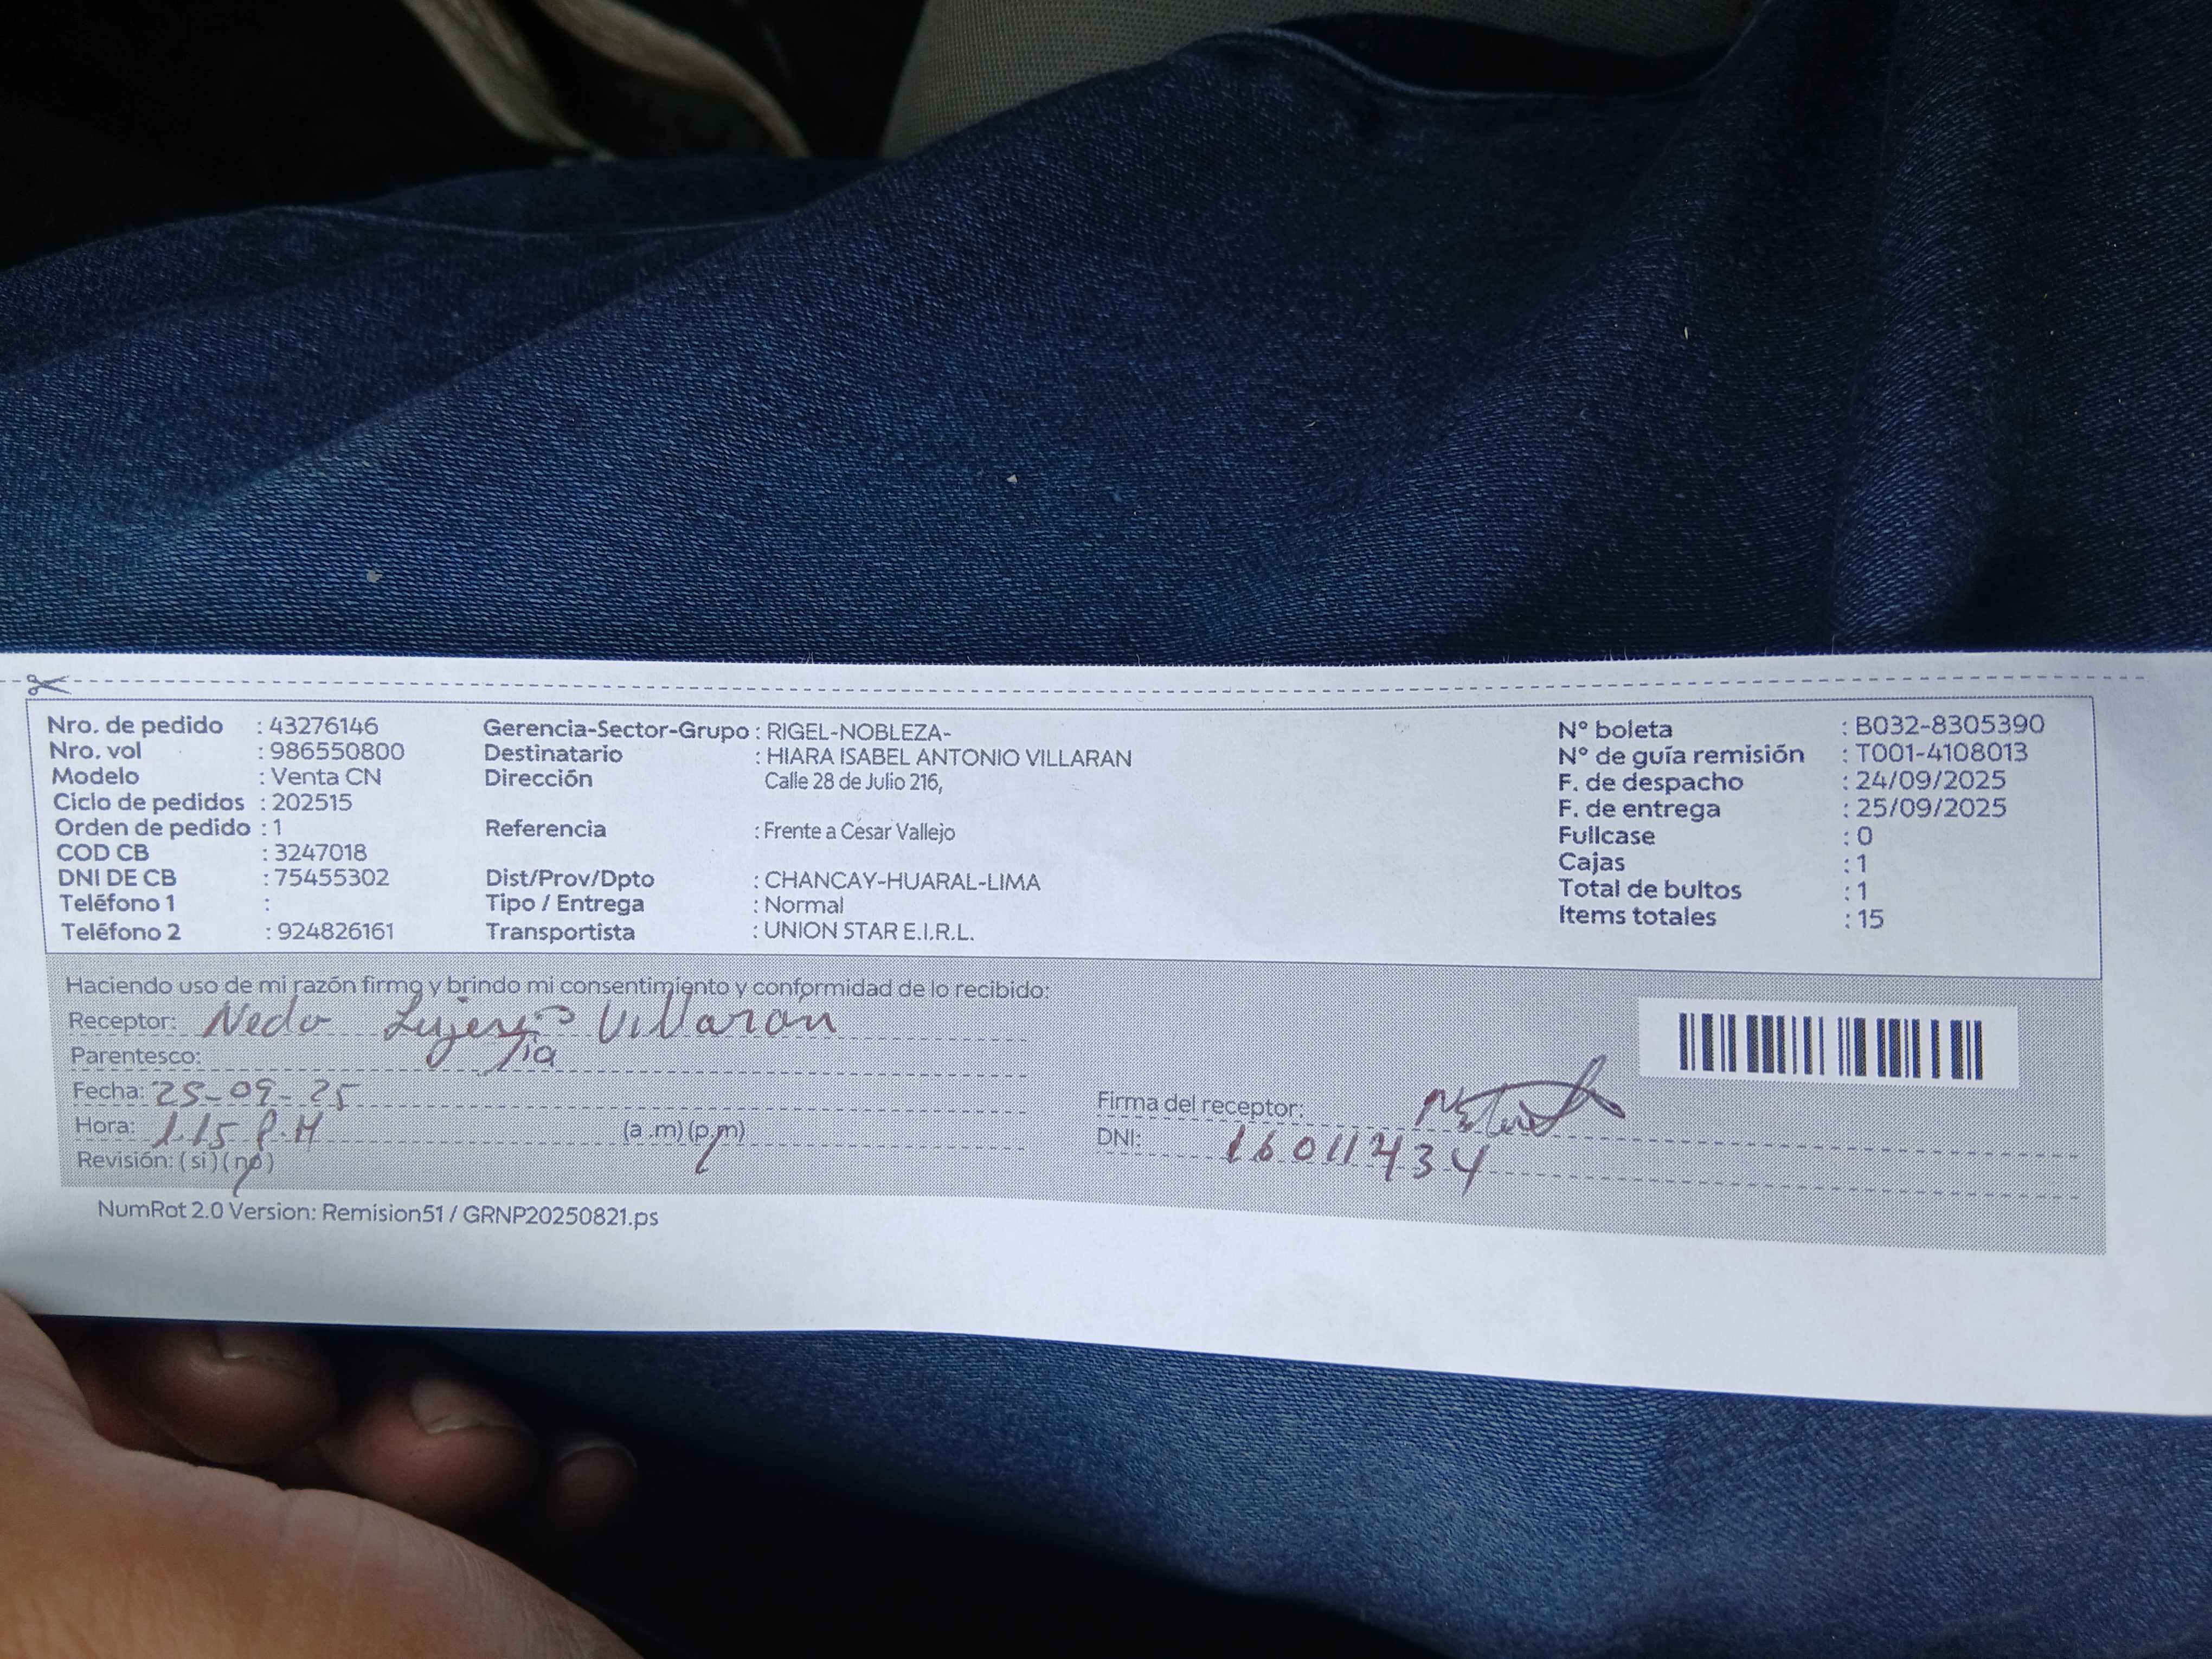 Nro. de pedido : 43276146
Nro. vol : 986550800
Modelo : Venta CN
Ciclo de pedidos : 202515
Orden de pedido : 1
COD CB : 3247018
DNI DE CB : 75455302
Teléfono 1 :
Teléfono 2 : 924826161
Gerencia-Sector-Grupo : RIGEL-NOBLEZA-
Destinatario : HIARA ISABEL ANTONIO VILLARAN
Dirección Calle 28 de Julio 216,
Referencia : Frente a Cesar Vallejo
Dist/Prov/Dpto : CHANCAY-HUARAL-LIMA
Tipo / Entrega : Normal
Transportista : UNION STAR E.I.R.L.
N° boleta : B032-8305390
N° de guía remisión : T001-4108013
F. de despacho : 24/09/2025
F. de entrega : 25/09/2025
Fullcase : 0
Cajas : 1
Total de bultos : 1
Items totales : 15
Haciendo uso de mi razón firmo y brindo mi consentimiento y conformidad de lo recibido:
Receptor: Villaran
Parentesco: Tia
Fecha: 25-09-25
Hora: 1.15 P.M (a .m) (p.m)
Revisión: ( si ) ( no )
Firma del receptor:
DNI: 16011434
NumRot 2.0 Version: Remision51 / GRNP20250821.ps